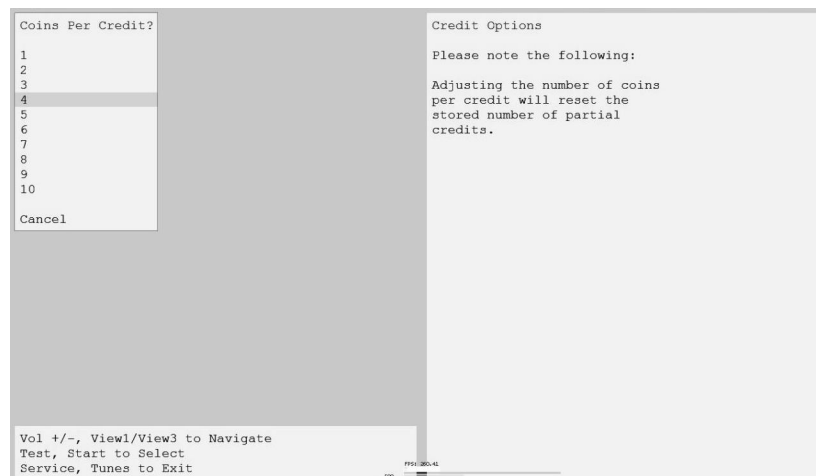 Coins Per Credit?
1
2
3
4
5
6
7
8
9
10
Cancel
Credit Options
Please note the following:
Adjusting the number of coins
per credit will reset the
stored number of partial
credits.
Vol +/-, View1/View3 to Navigate
Test, Start to Select
Service, Tunes to Exit